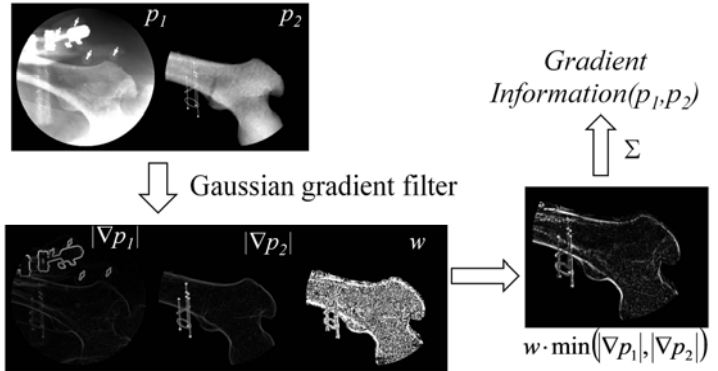 p₁
p₂
Gaussian gradient filter
|∇p₁|
|∇p₂|
w
w·min(|∇p₁|,|∇p₂|)
Σ
Gradient
Information(p₁,p₂)